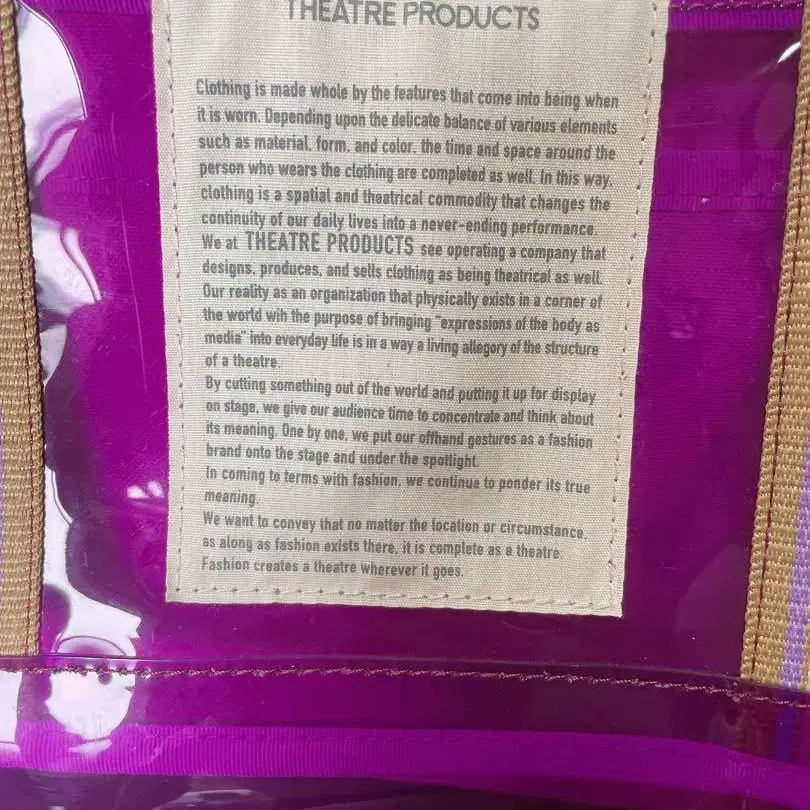 THEATRE PRODUCTS
Clothing is made whole by the features that come into being when
it is worn. Depending upon the delicate balance of various elements
such as material, form, and color, the time and space around the
person who wears the clothing are completed as well. In this way,
clothing is a spatial and theatrical commodity that changes the
continuity of our daily lives into a never-ending performance.
We at THEATRE PRODUCTS see operating a company that
designs, produces, and sells clothing as being theatrical as well.
Our reality as an organization that physically exists in a corner of
the world wih the purpose of bringing "expressions of the body as
media" into everyday life is in a way a living allegory of the structure
of a theatre.
By cutting something out of the world and putting it up for display
on stage, we give our audience time to concentrate and think about
its meaning. One by one, we put our offhand gestures as a fashion
brand onto the stage and under the spotlight.
In coming to terms with fashion, we continue to ponder its true
meaning.
We want to convey that no matter the location or circumstance,
as along as fashion exists there, it is complete as a theatre.
Fashion creates a theatre wherever it goes.